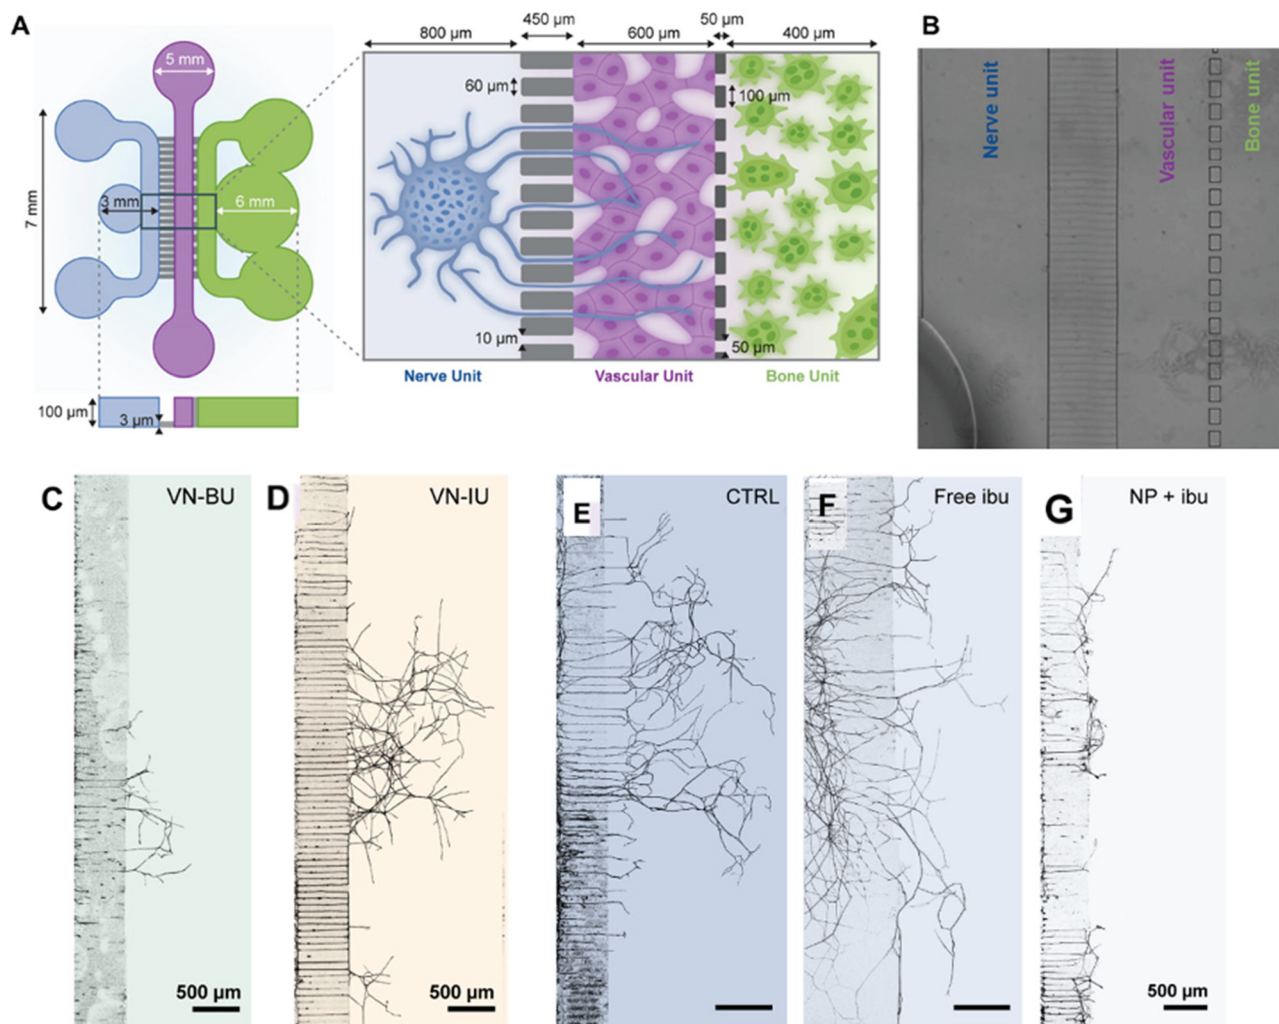 A
5 mm
7 mm
3 mm
6 mm
100 µm
3 µm
800 µm
450 µm
600 µm
50 µm
400 µm
60 µm
100 µm
10 µm
50 µm
Nerve Unit
Vascular Unit
Bone Unit
B
Nerve unit
Vascular unit
Bone unit
C
VN-BU
500 µm
D
VN-IU
500 µm
E
CTRL
F
Free ibu
G
NP + ibu
500 µm